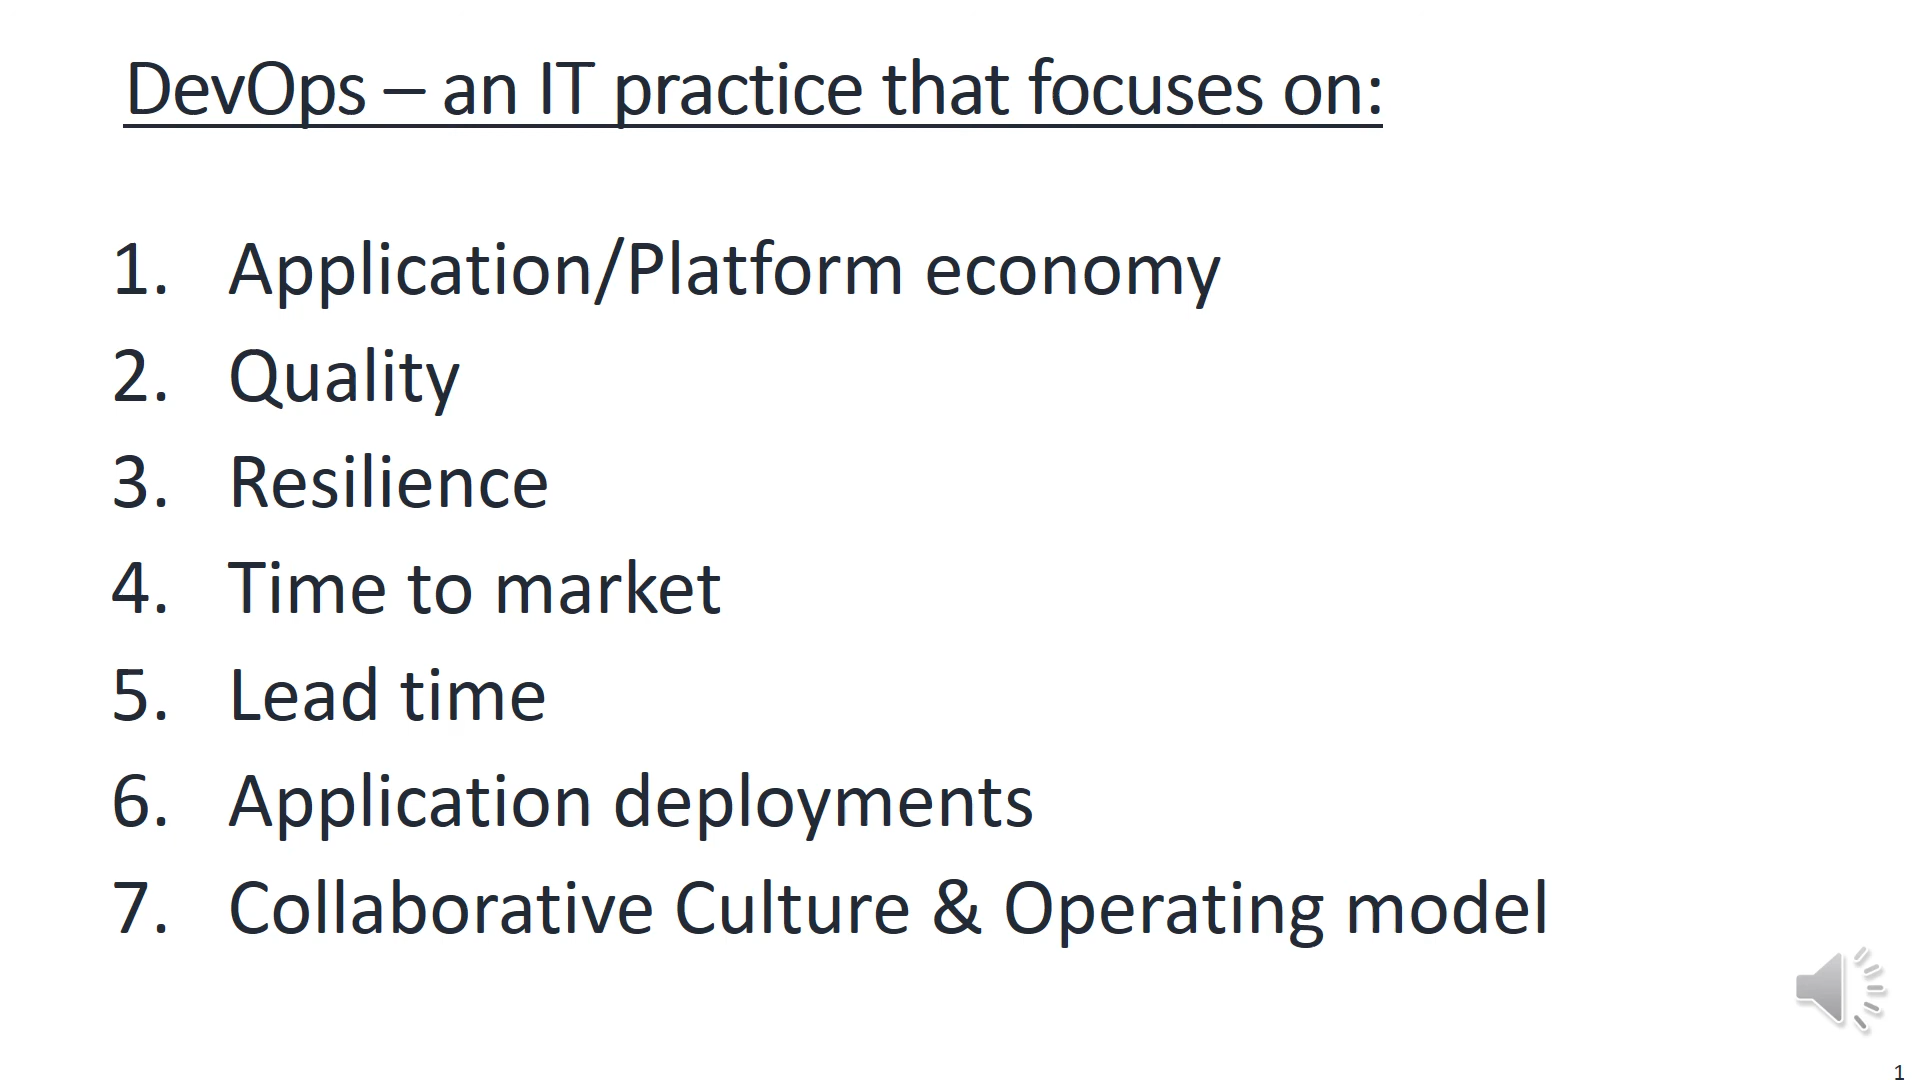 DevOps – an IT practice that focuses on:
1. Application/Platform economy
2. Quality
3. Resilience
4. Time to market
5. Lead time
6. Application deployments
7. Collaborative Culture & Operating model
1